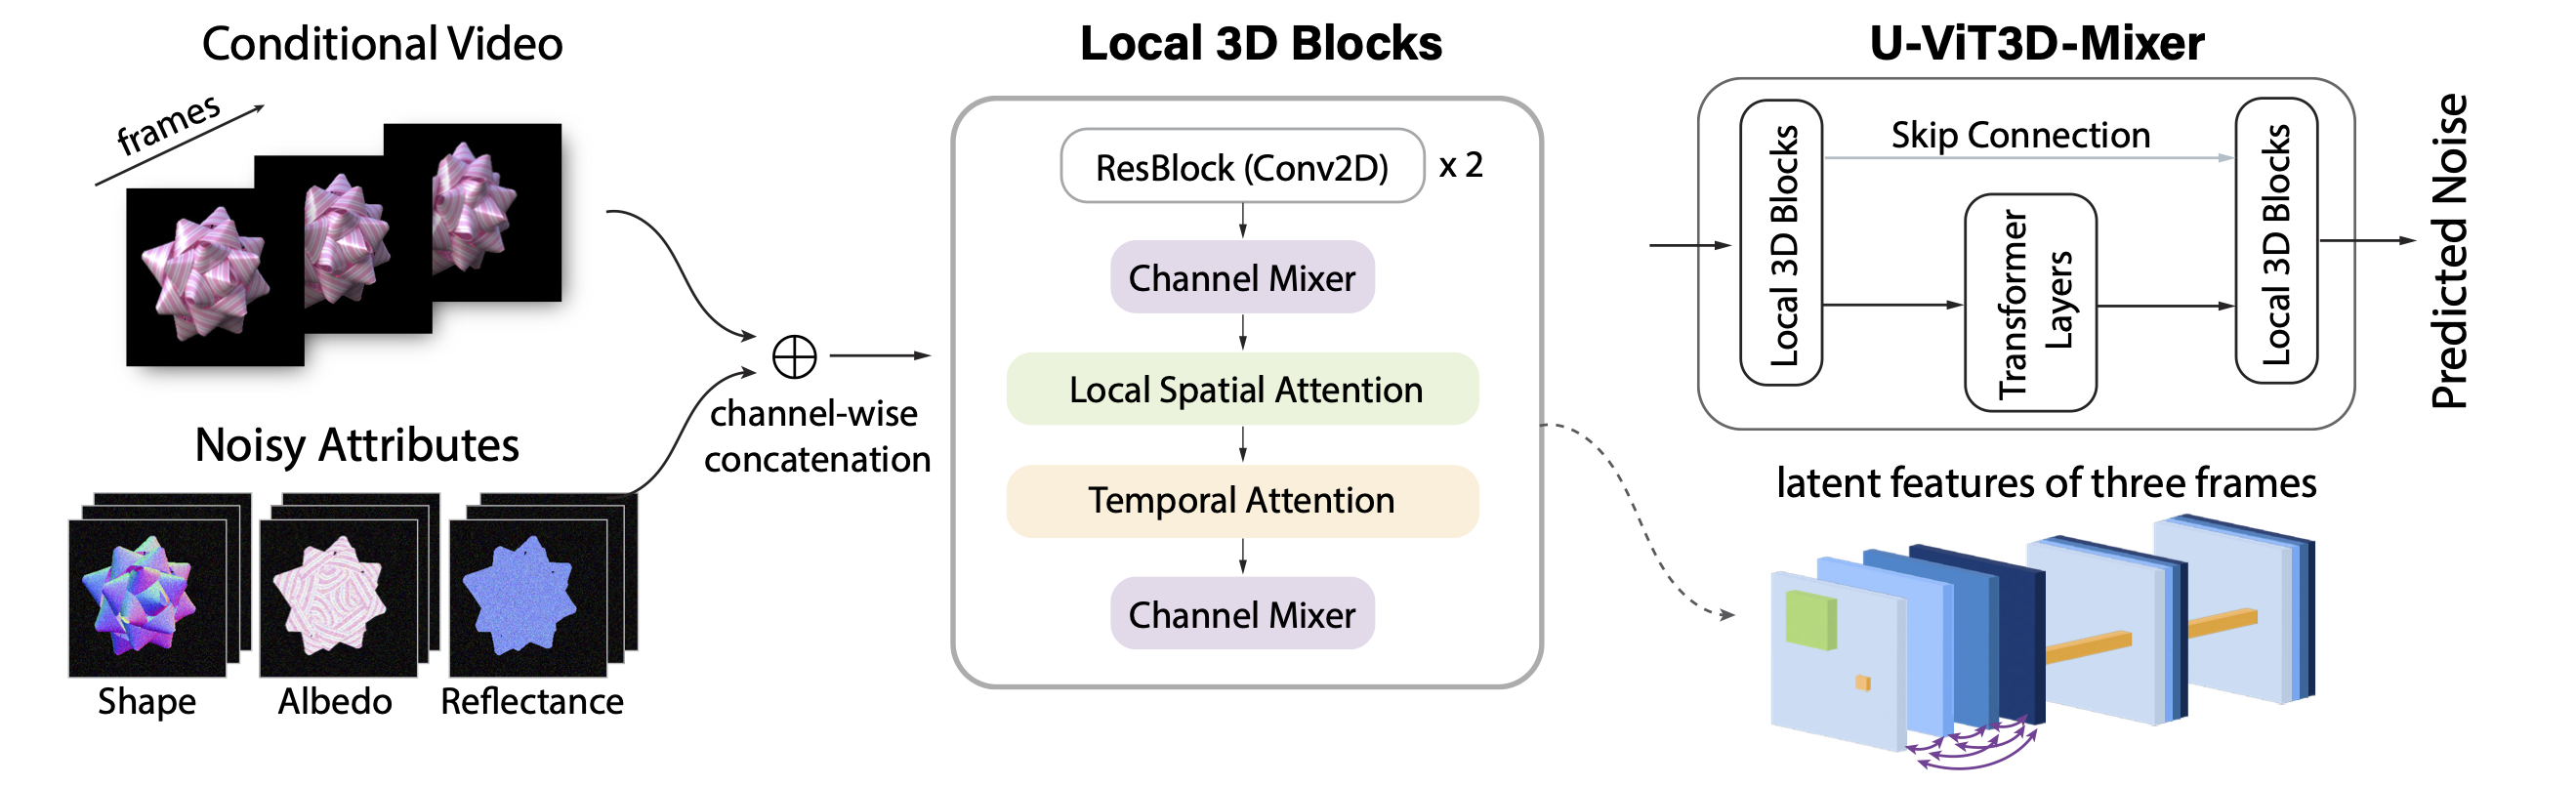 Conditional Video
frames
channel-wise
concatenation
Noisy Attributes
Shape
Albedo
Reflectance
Local 3D Blocks
ResBlock (Conv2D)
x 2
Channel Mixer
Local Spatial Attention
Temporal Attention
Channel Mixer
U-ViT3D-Mixer
Local 3D Blocks
Skip Connection
Transformer
Layers
Local 3D Blocks
Predicted Noise
latent features of three frames